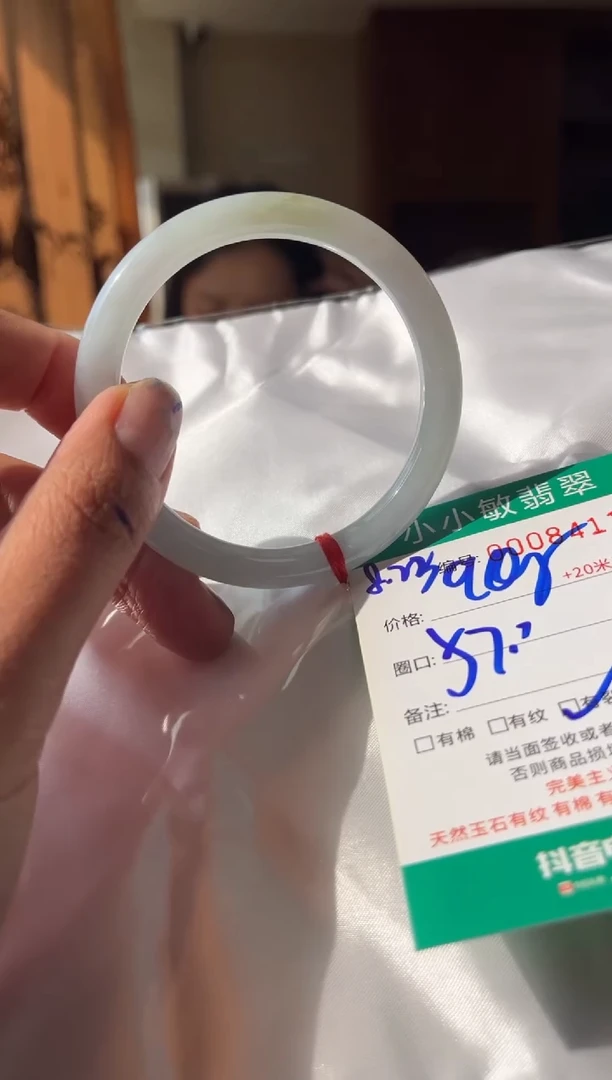 小小敏翡翠
编号: 0008411
+20米
价格:
圈口: 57.
备注:
□有棉 □有纹 □有
请当面签收或者
否则商品损
完美主义
天然玉石有纹 有棉 有
抖音